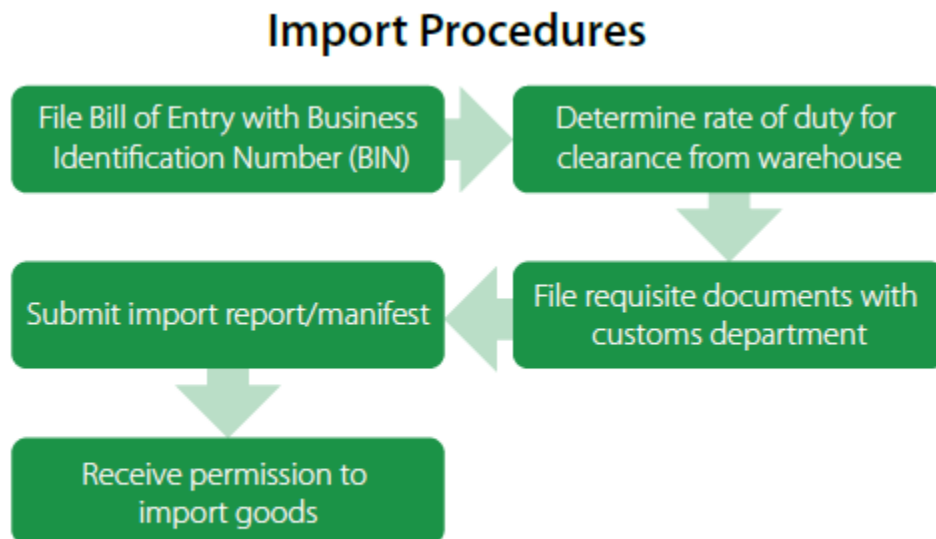 Import Procedures
File Bill of Entry with Business
Identification Number (BIN)
Determine rate of duty for
clearance from warehouse
File requisite documents with
customs department
Submit import report/manifest
Receive permission to
import goods